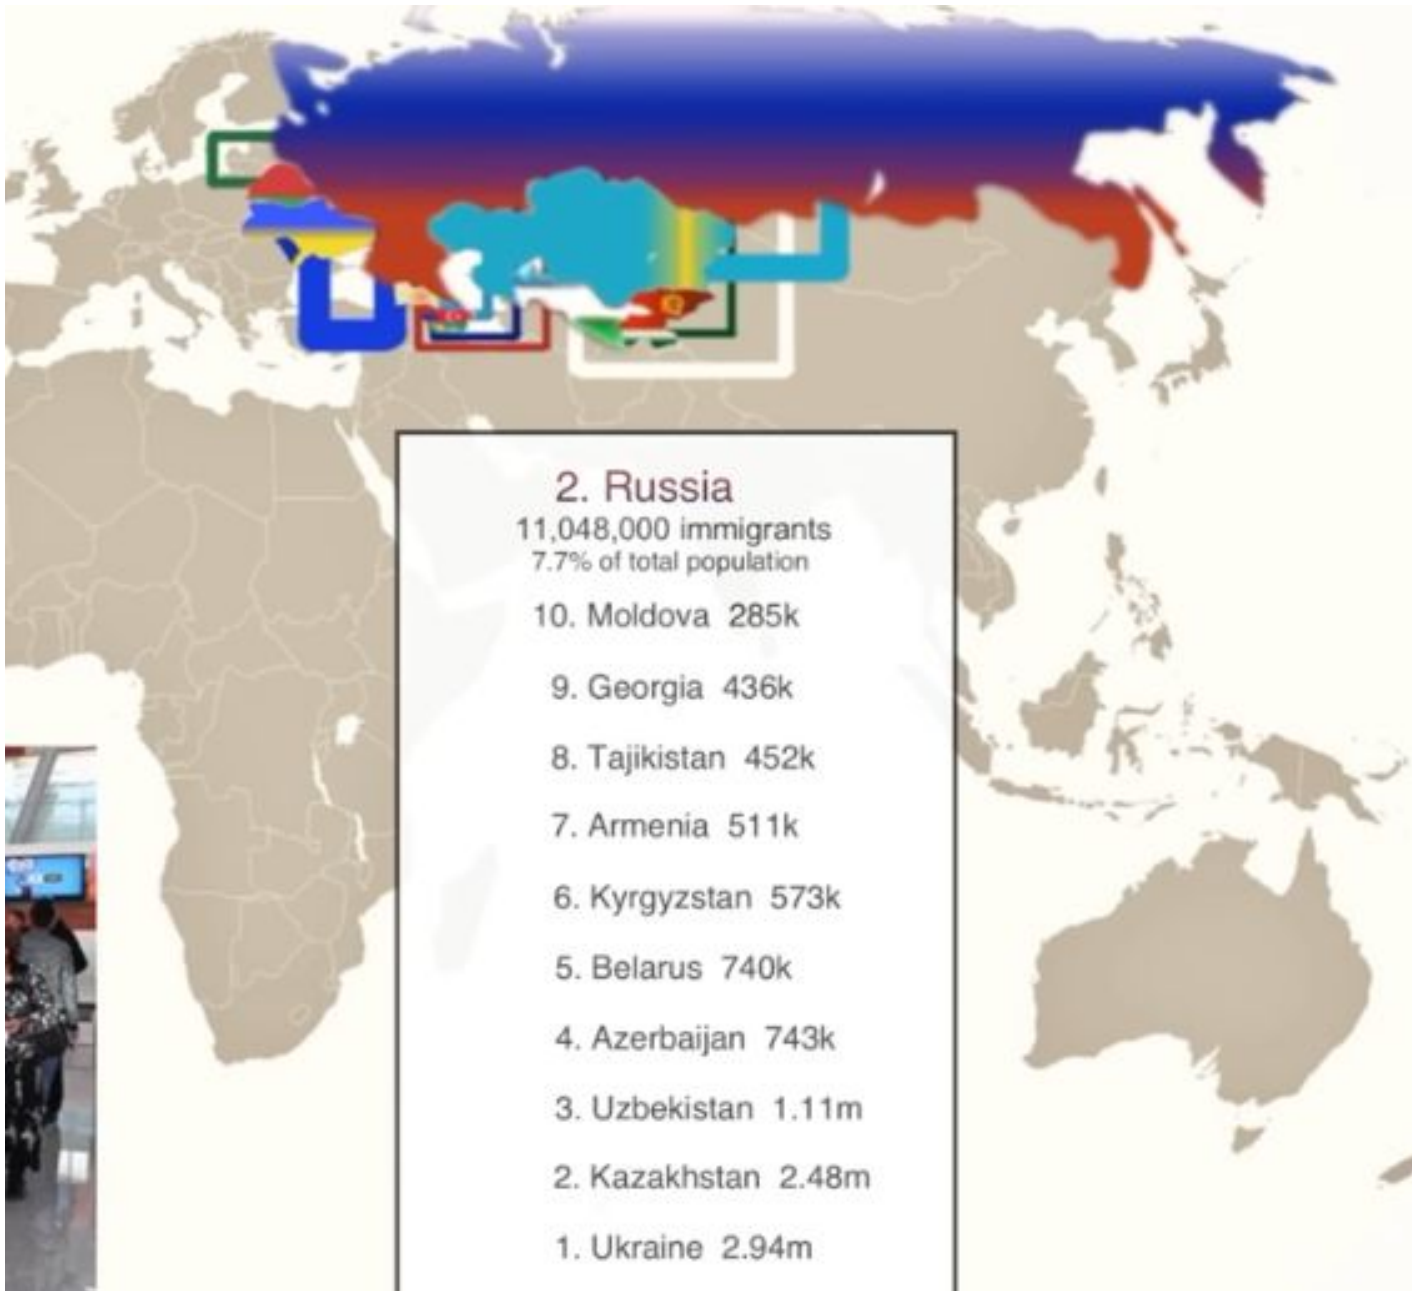 2. Russia
11,048,000 immigrants
7.7% of total population
10. Moldova 285k
9. Georgia 436k
8. Tajikistan 452k
7. Armenia 511k
6. Kyrgyzstan 573k
5. Belarus 740k
4. Azerbaijan 743k
3. Uzbekistan 1.11m
2. Kazakhstan 2.48m
1. Ukraine 2.94m